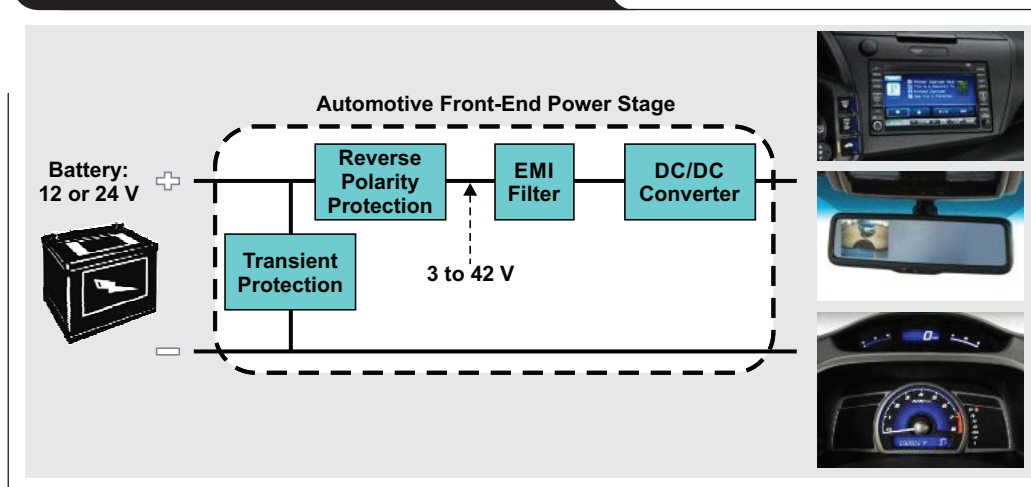 Automotive Front-End Power Stage
Battery:
12 or 24 V
+
Reverse
Polarity
Protection
EMI
Filter
DC/DC
Converter
Transient
Protection
3 to 42 V
–